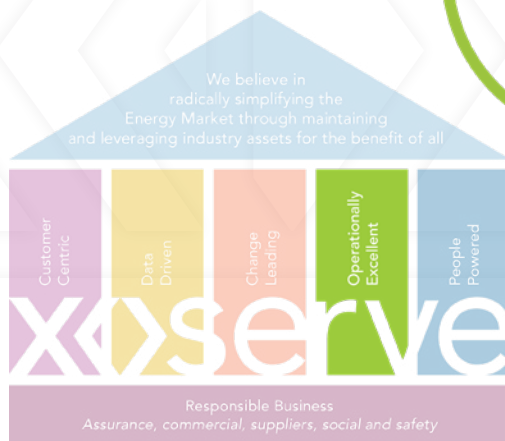 We believe in
radically simplifying the
Energy Market through maintaining
and leveraging industry assets for the benefit of all
Customer
Centric
Data
Driven
Change
Leading
Operationally
Excellent
People
Powered
xoserve
Responsible Business
Assurance, commercial, suppliers, social and safety